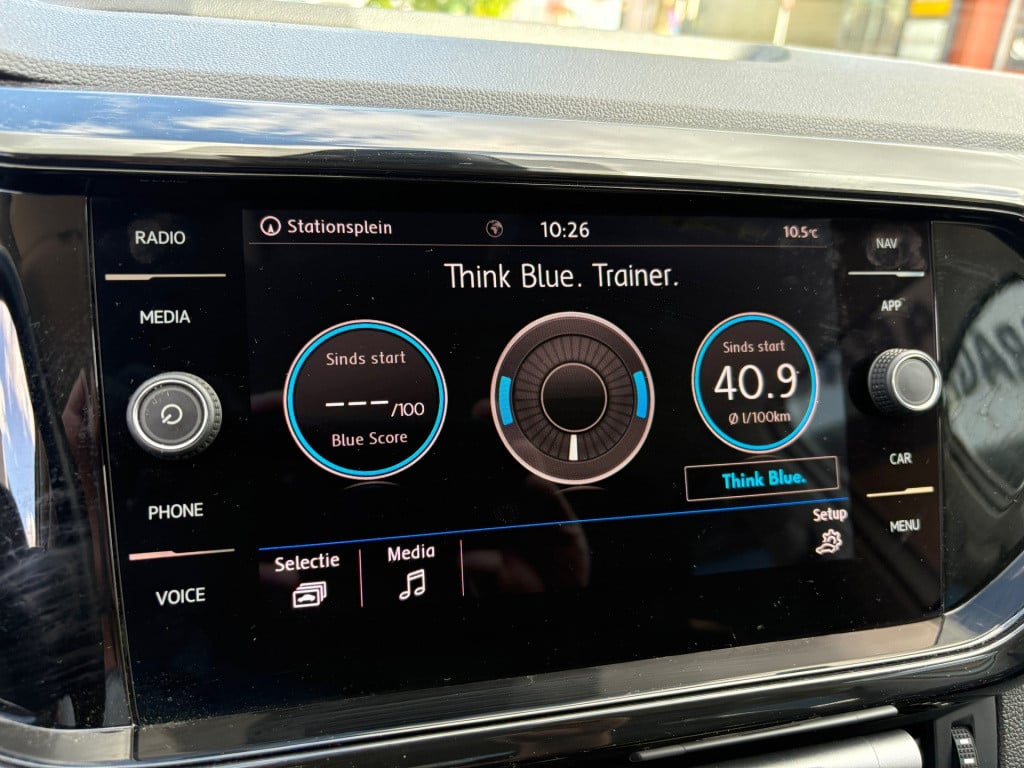 RADIO
MEDIA
PHONE
VOICE
Stationsplein
10:26
10.5°C
Think Blue. Trainer.
Sinds start
---/100
Blue Score
Sinds start
40.9
Ø l/100km
Think Blue.
Selectie
Media
Setup
NAV
APP
CAR
MENU